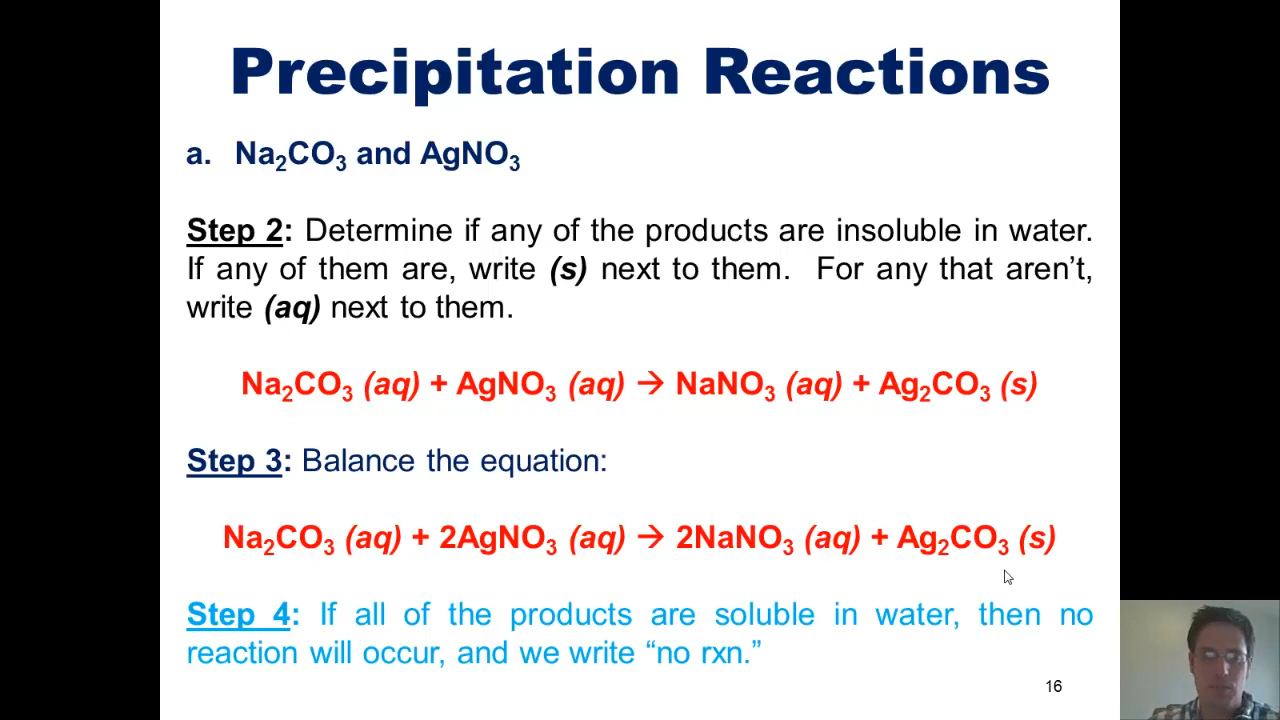 Precipitation Reactions
a. Na₂CO₃ and AgNO₃
Step 2: Determine if any of the products are insoluble in water.
If any of them are, write (s) next to them. For any that aren’t,
write (aq) next to them.
Na₂CO₃ (aq) + AgNO₃ (aq) → NaNO₃ (aq) + Ag₂CO₃ (s)
Step 3: Balance the equation:
Na₂CO₃ (aq) + 2AgNO₃ (aq) → 2NaNO₃ (aq) + Ag₂CO₃ (s)
Step 4: If all of the products are soluble in water, then no
reaction will occur, and we write “no rxn.”
16